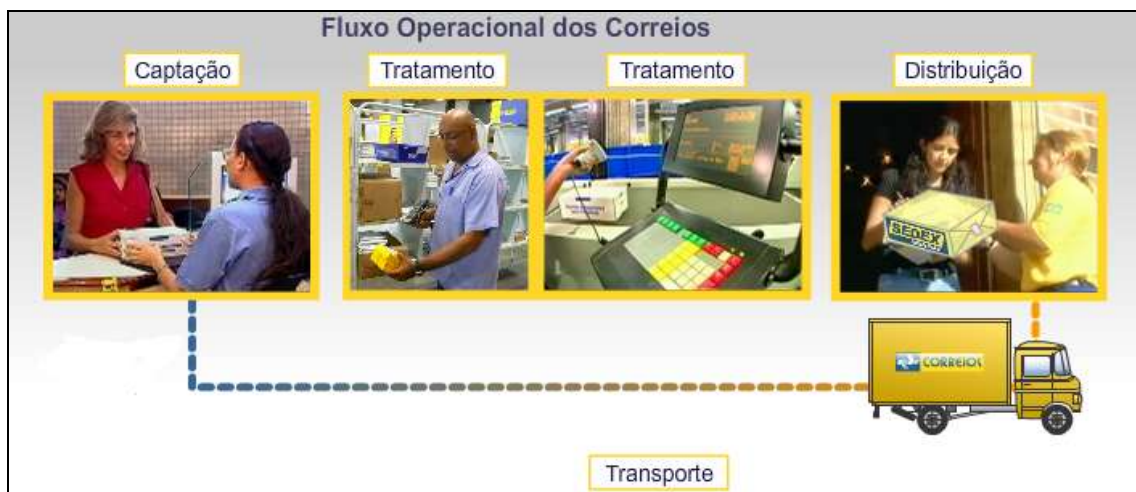 Fluxo Operacional dos Correios
Captação
Tratamento
Tratamento
Distribuição
SEDEX
CORREIOS
Transporte